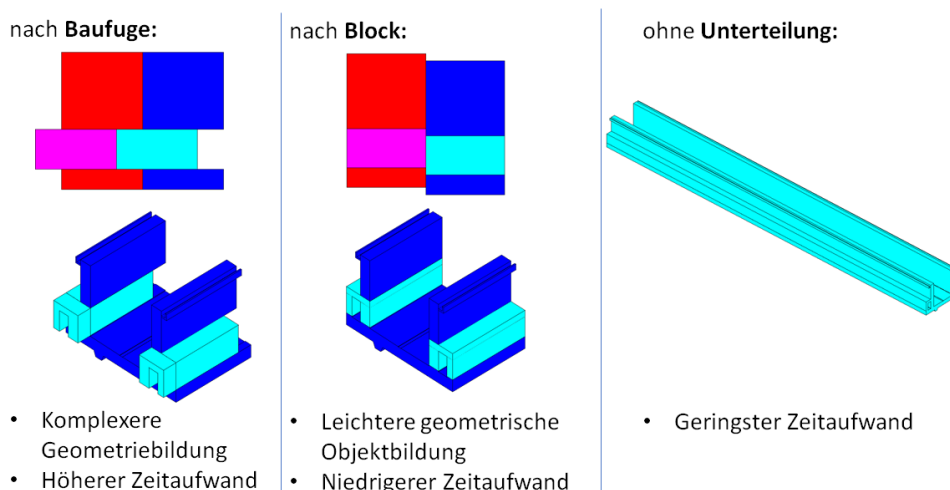 nach Baufuge:
• Komplexere
Geometriebildung
• Höherer Zeitaufwand
nach Block:
• Leichtere geometrische
Objektbildung
• Niedrigerer Zeitaufwand
ohne Unterteilung:
• Geringster Zeitaufwand